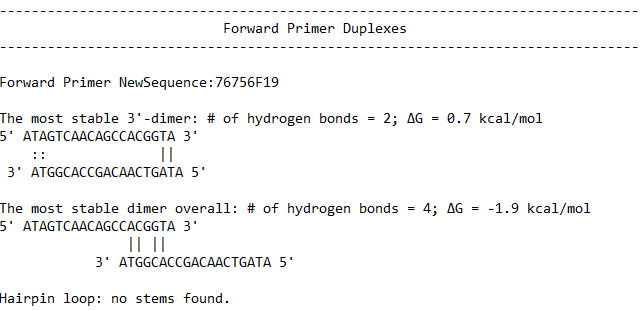 --------------------------------------------------------------------------------
Forward Primer Duplexes
--------------------------------------------------------------------------------
Forward Primer NewSequence:76756F19
The most stable 3'-dimer: # of hydrogen bonds = 2; ΔG = 0.7 kcal/mol
5' ATAGTCAACAGCCACGGTA 3'
    ::              ||
 3' ATGGCACCGACAACTGATA 5'
The most stable dimer overall: # of hydrogen bonds = 4; ΔG = -1.9 kcal/mol
5' ATAGTCAACAGCCACGGTA 3'
                || ||
            3' ATGGCACCGACAACTGATA 5'
Hairpin loop: no stems found.